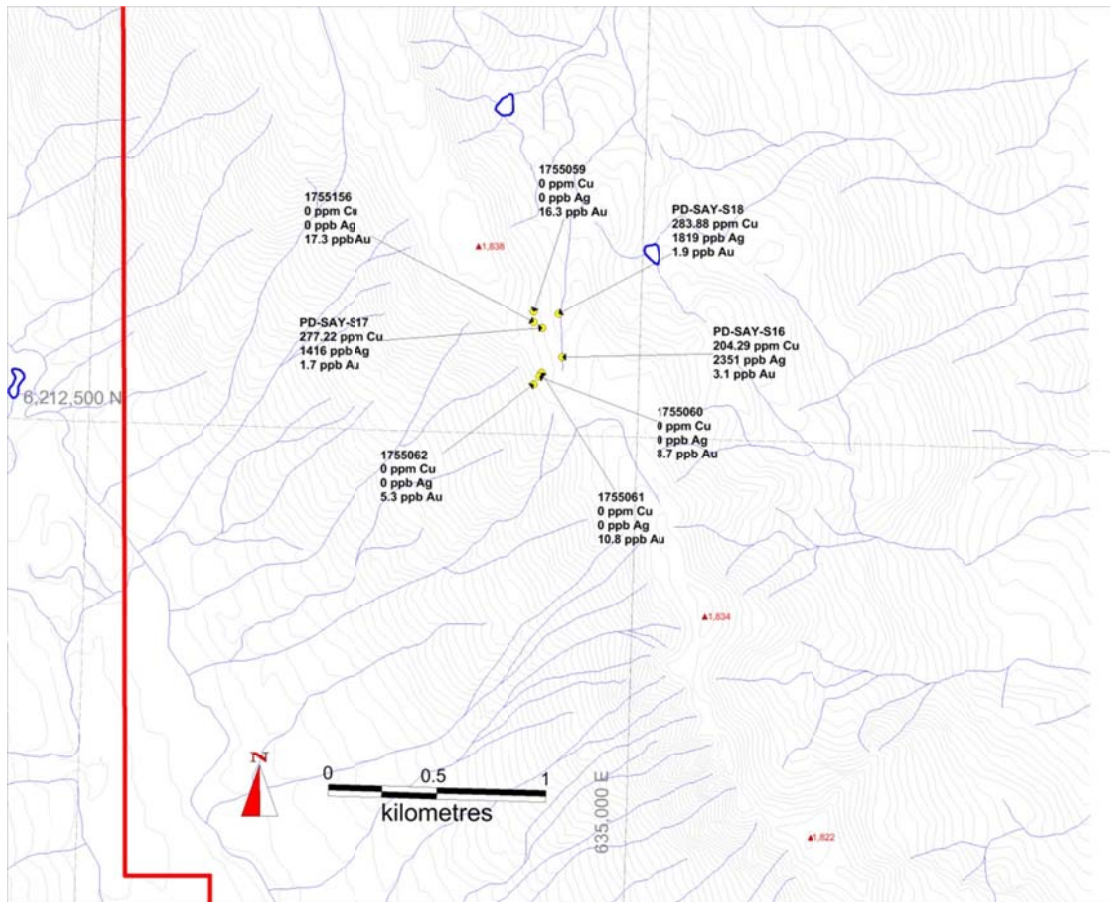 1755059
0 ppm Cu
0 ppb Ag
16.3 ppb Au
1755156
0 ppm Cu
0 ppb Ag
17.3 ppbAu
PD-SAY-S18
283.88 ppm Cu
1819 ppb Ag
1.9 ppb Au
1,838
PD-SAY-S17
277.22 ppm Cu
1416 ppb Ag
1.7 ppb Au
PD-SAY-S16
204.29 ppm Cu
2351 ppb Ag
3.1 ppb Au
6,212,500 N
1755060
0 ppm Cu
0 ppb Ag
.7 ppb Au
1755062
0 ppm Cu
0 ppb Ag
5.3 ppb Au
1755061
0 ppm Cu
0 ppb Ag
10.8 ppb Au
1,834
N
0 0.5 1
kilometres
635,000 E
1,822